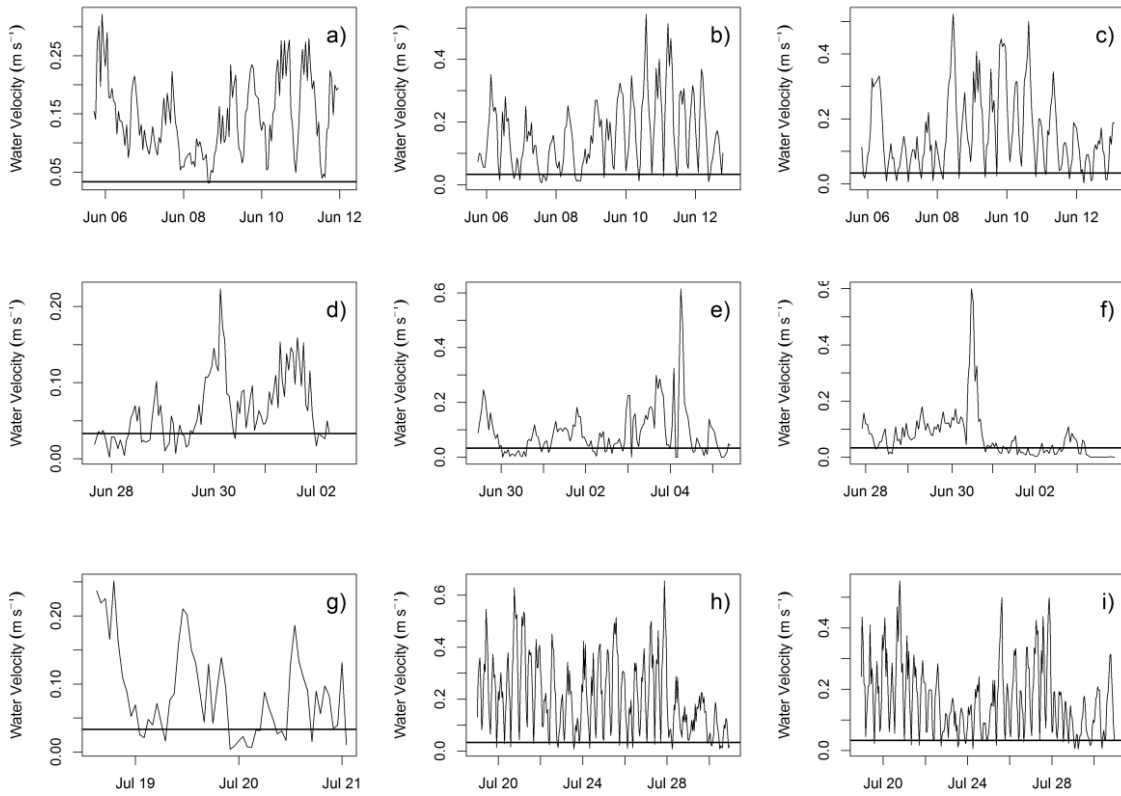 a)
Water Velocity (m s⁻¹)
0.05 0.15 0.25
Jun 06 Jun 08 Jun 10 Jun 12
b)
Water Velocity (m s⁻¹)
0.0 0.2 0.4
Jun 06 Jun 08 Jun 10 Jun 12
c)
Water Velocity (m s⁻¹)
0.0 0.2 0.4
Jun 06 Jun 08 Jun 10 Jun 12
d)
Water Velocity (m s⁻¹)
0.00 0.10 0.20
Jun 28 Jun 30 Jul 02
e)
Water Velocity (m s⁻¹)
0.0 0.2 0.4 0.6
Jun 30 Jul 02 Jul 04
f)
Water Velocity (m s⁻¹)
0.0 0.2 0.4 0.6
Jun 28 Jun 30 Jul 02
g)
Water Velocity (m s⁻¹)
0.00 0.10 0.20
Jul 19 Jul 20 Jul 21
h)
Water Velocity (m s⁻¹)
0.0 0.2 0.4 0.6
Jul 20 Jul 24 Jul 28
i)
Water Velocity (m s⁻¹)
0.0 0.2 0.4
Jul 20 Jul 24 Jul 28